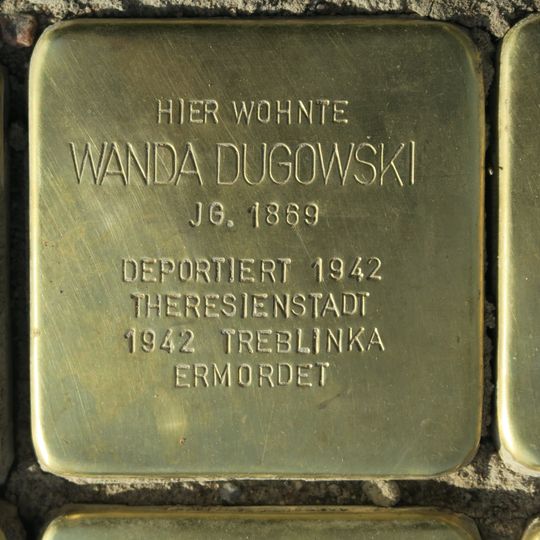 HIER WOHNTE
WANDA DUGOWSKI
JG. 1869
DEPORTIERT 1942
THERESIENSTADT
1942 TREBLINKA
ERMORDET